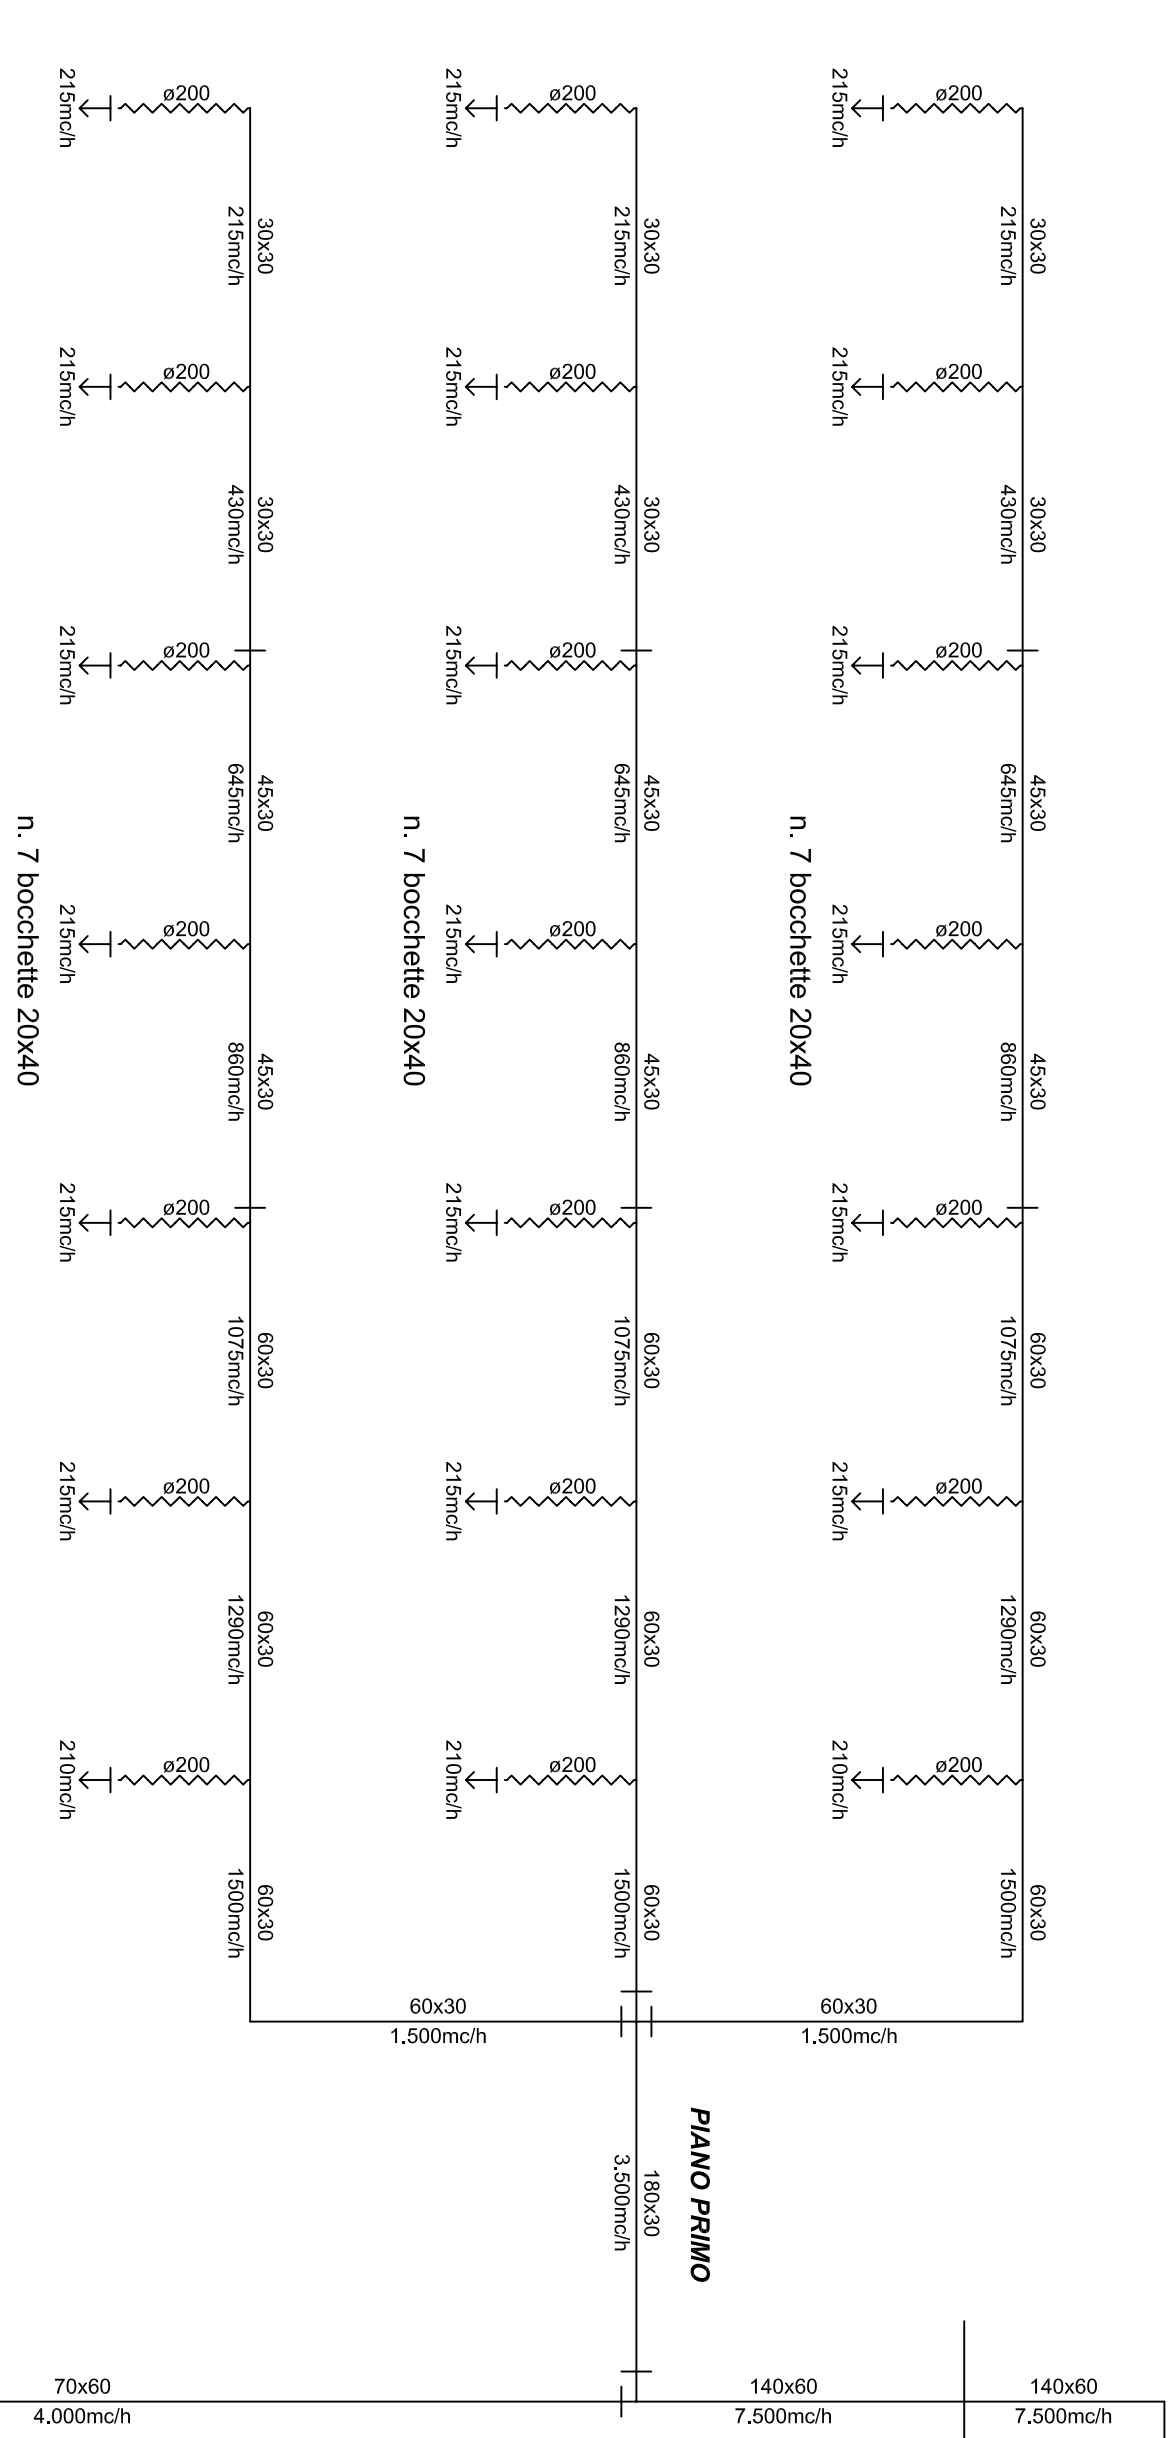 ø200
ø200
ø200
215mc/h
215mc/h
215mc/h
30x30
215mc/h
30x30
215mc/h
30x30
215mc/h
ø200
ø200
ø200
215mc/h
215mc/h
215mc/h
30x30
430mc/h
30x30
430mc/h
30x30
430mc/h
ø200
ø200
ø200
215mc/h
215mc/h
215mc/h
45x30
645mc/h
45x30
645mc/h
45x30
645mc/h
n. 7 bocchette 20x40
n. 7 bocchette 20x40
n. 7 bocchette 20x40
ø200
ø200
ø200
215mc/h
215mc/h
215mc/h
45x30
860mc/h
45x30
860mc/h
45x30
860mc/h
ø200
ø200
ø200
215mc/h
215mc/h
215mc/h
60x30
1075mc/h
60x30
1075mc/h
60x30
1075mc/h
ø200
ø200
ø200
215mc/h
215mc/h
215mc/h
60x30
1290mc/h
60x30
1290mc/h
60x30
1290mc/h
ø200
ø200
ø200
210mc/h
210mc/h
210mc/h
60x30
1500mc/h
60x30
1500mc/h
60x30
1500mc/h
60x30
1.500mc/h
60x30
1.500mc/h
PIANO PRIMO
180x30
3.500mc/h
70x60
4.000mc/h
140x60
7.500mc/h
140x60
7.500mc/h